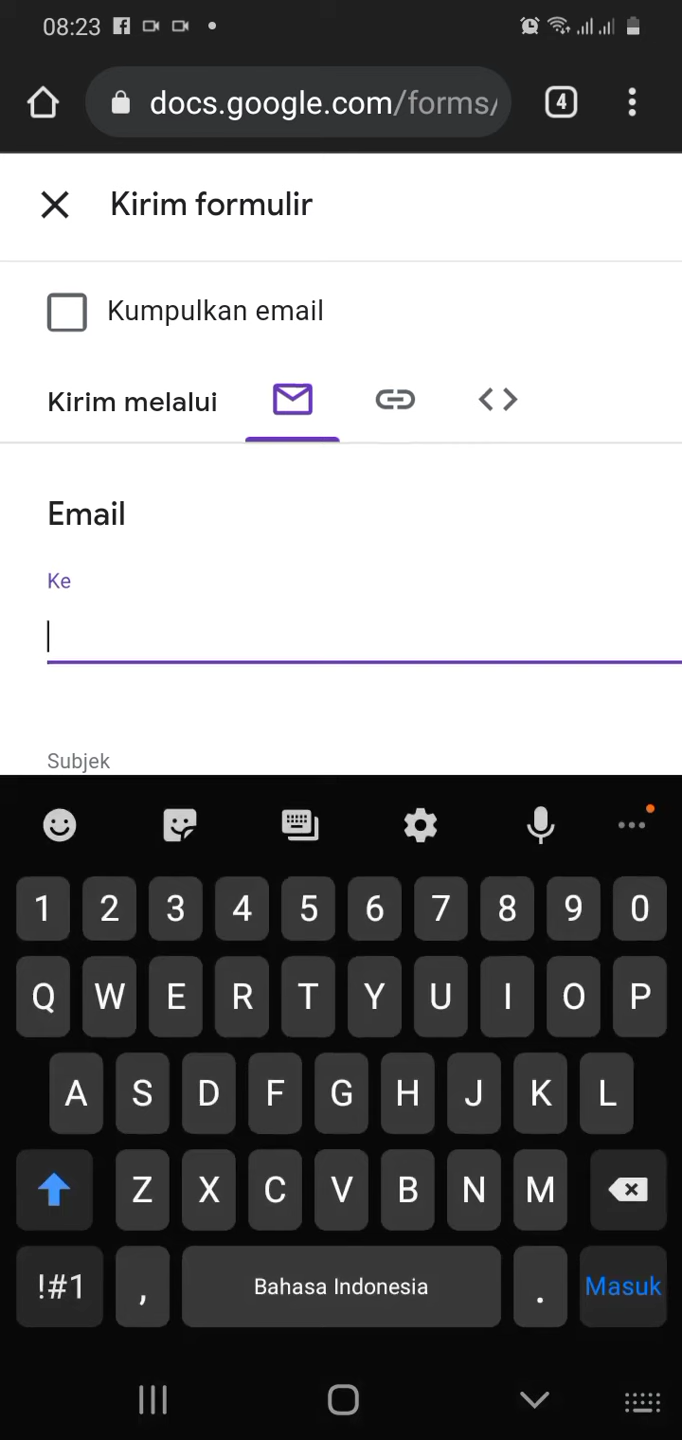 08:23
docs.google.com/forms/
4
Kirim formulir
Kumpulkan email
Kirim melalui
Email
Ke
Subjek
1 2 3 4 5 6 7 8 9 0
Q W E R T Y U I O P
A S D F G H J K L
Z X C V B N M
!#1 , Bahasa Indonesia . Masuk